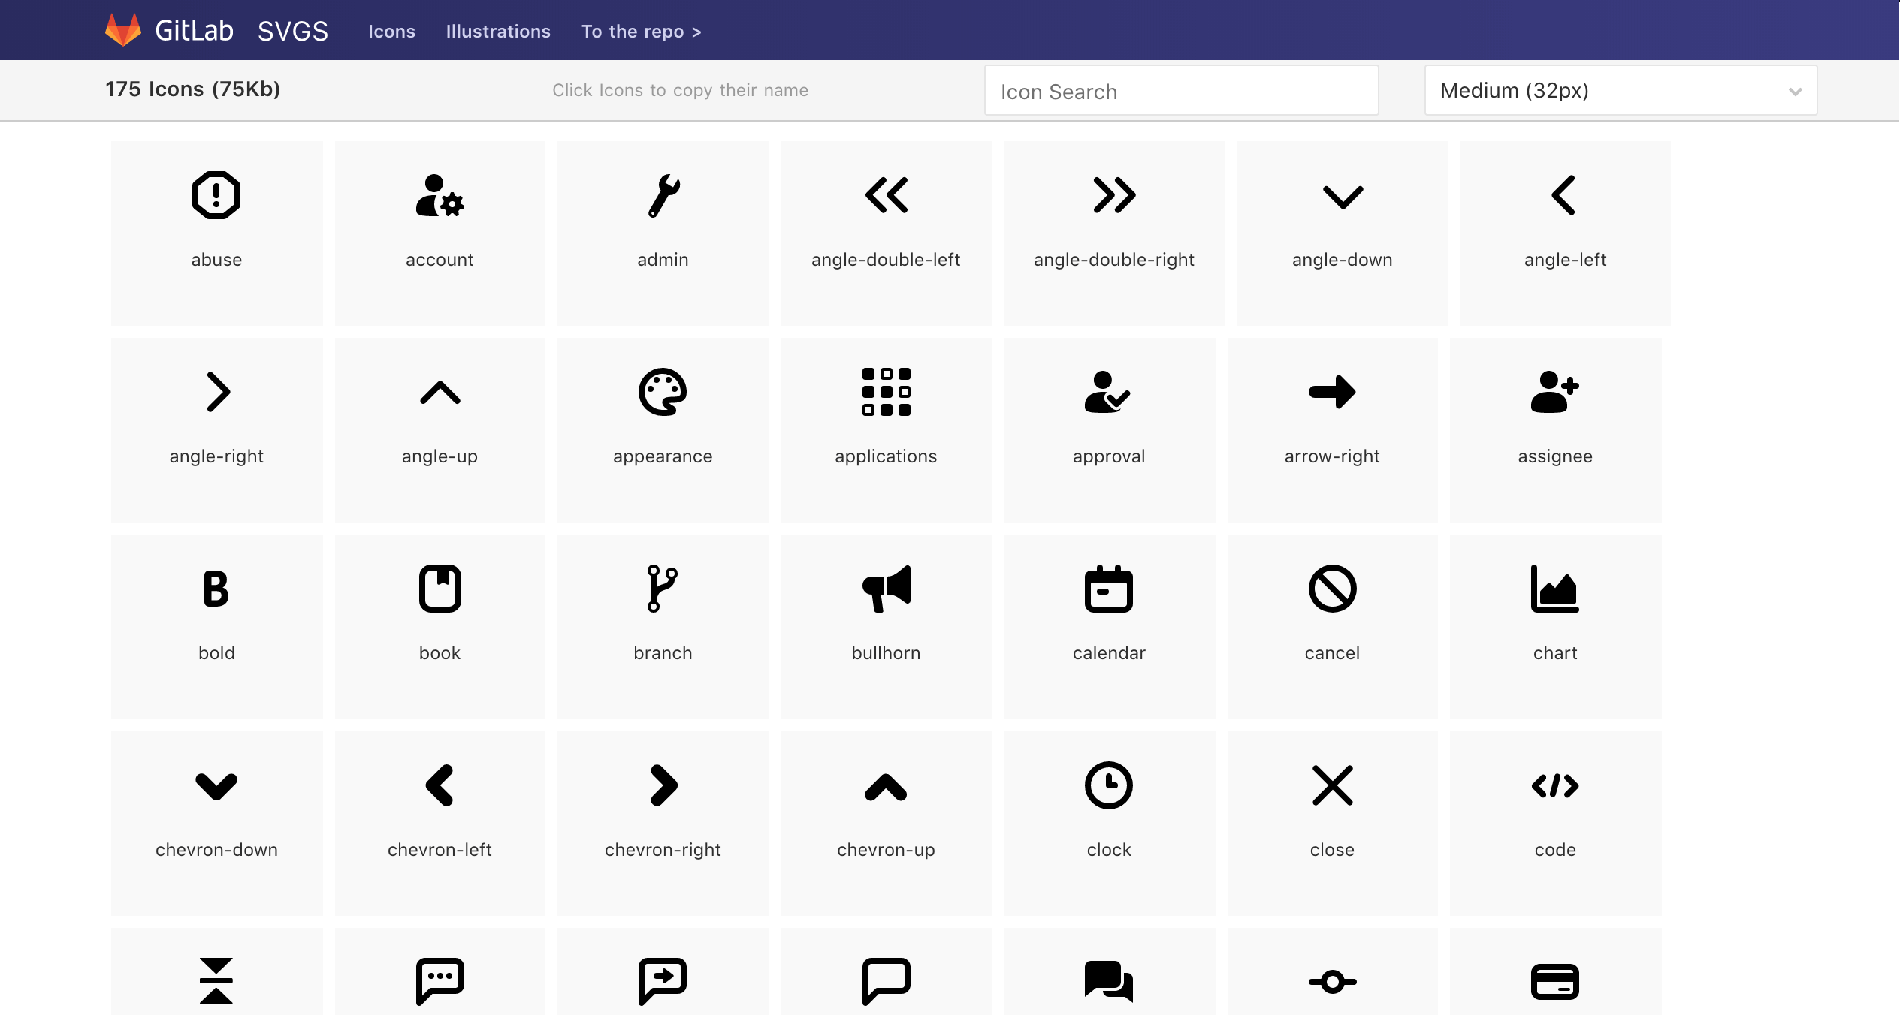 GitLab SVGS Icons Illustrations To the repo >
175 Icons (75Kb) Click Icons to copy their name Icon Search Medium (32px)
abuse account admin angle-double-left angle-double-right angle-down angle-left
angle-right angle-up appearance applications approval arrow-right assignee
B
bold book branch bullhorn calendar cancel chart
chevron-down chevron-left chevron-right chevron-up clock close code